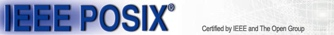 IEEE POSIX®
Certified by IEEE and The Open Group